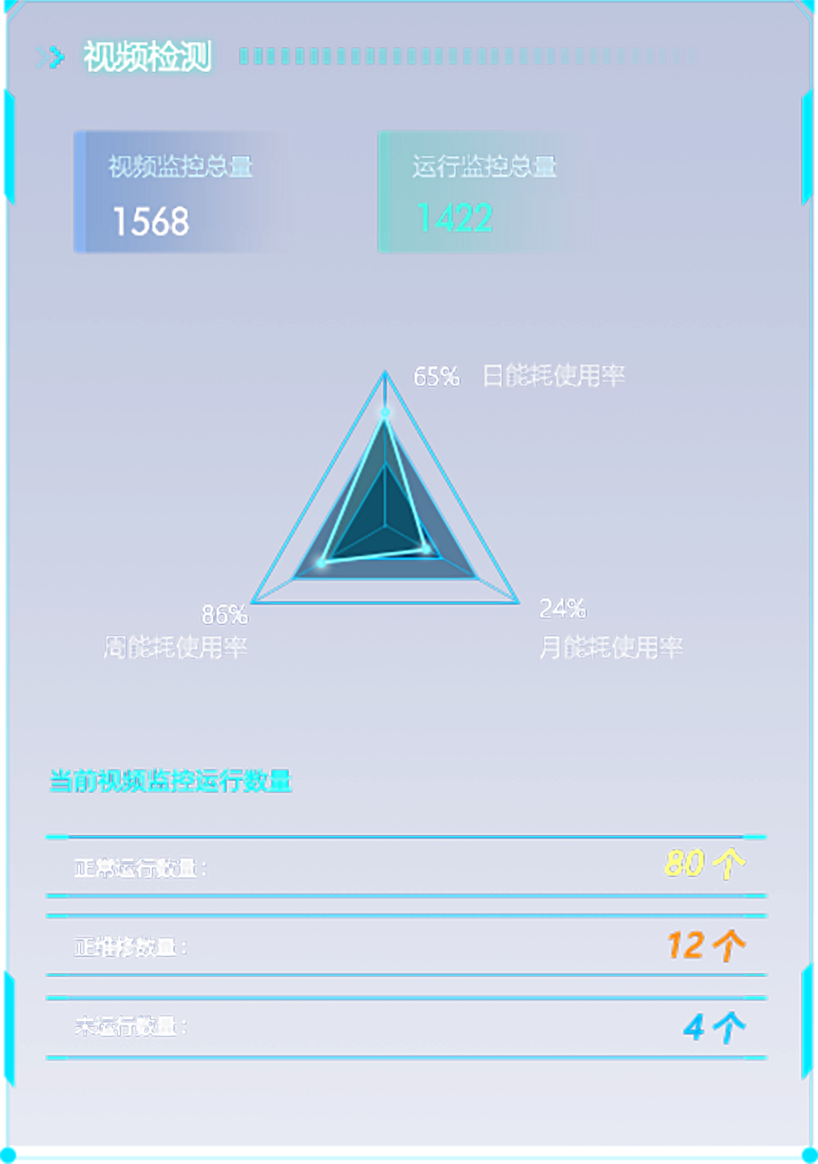 视频检测
视频监控总量
运行监控总量
1568
1422
65% 日能耗使用率
86%
24%
周能耗使用率
月能耗使用率
当前视频监控运行数量
正常运行数量：
80 个
正维修数量：
12 个
未运行数量：
4 个